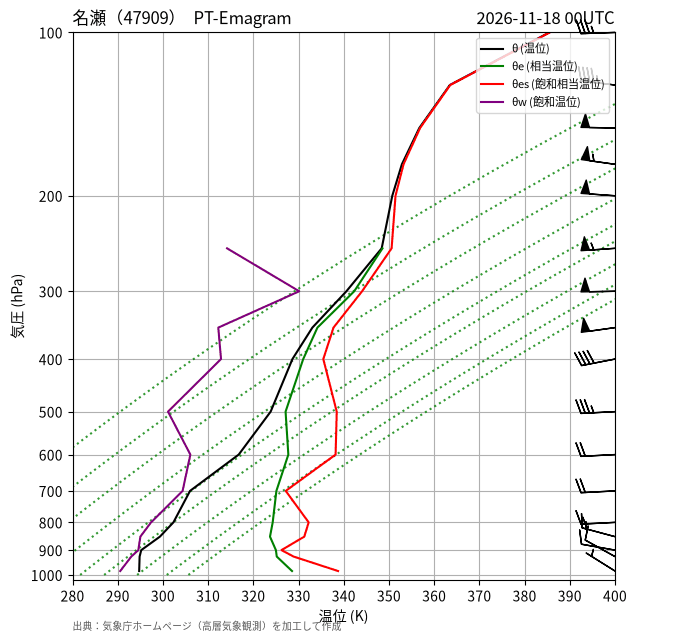 名瀬（47909） PT-Emagram
2026-11-18 00UTC
θ (温位)
θe (相当温位)
θes (飽和相当温位)
θw (飽和温位)
100
200
300
400
500
600
700
800
900
1000
気圧 (hPa)
280 290 300 310 320 330 340 350 360 370 380 390 400
温位 (K)
出典：気象庁ホームページ（高層気象観測）を加工して作成